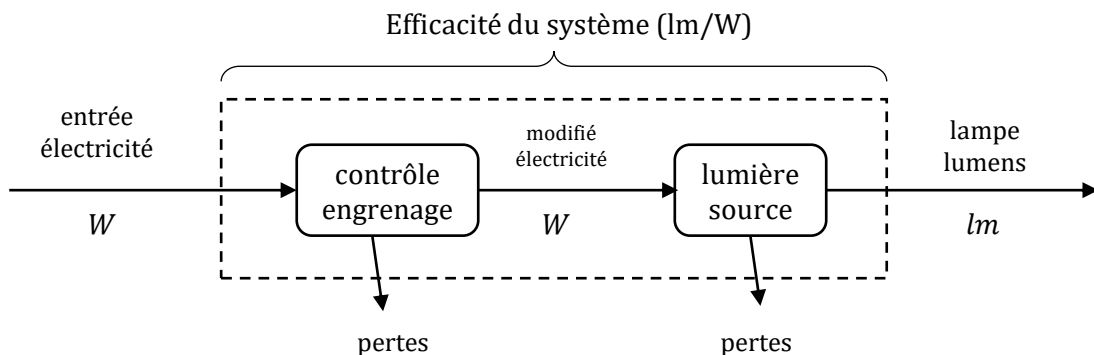 Efficacité du système (lm/W)
entrée
électricité
W
contrôle
engrenage
modifié
électricité
W
lumière
source
lampe
lumens
lm
pertes
pertes